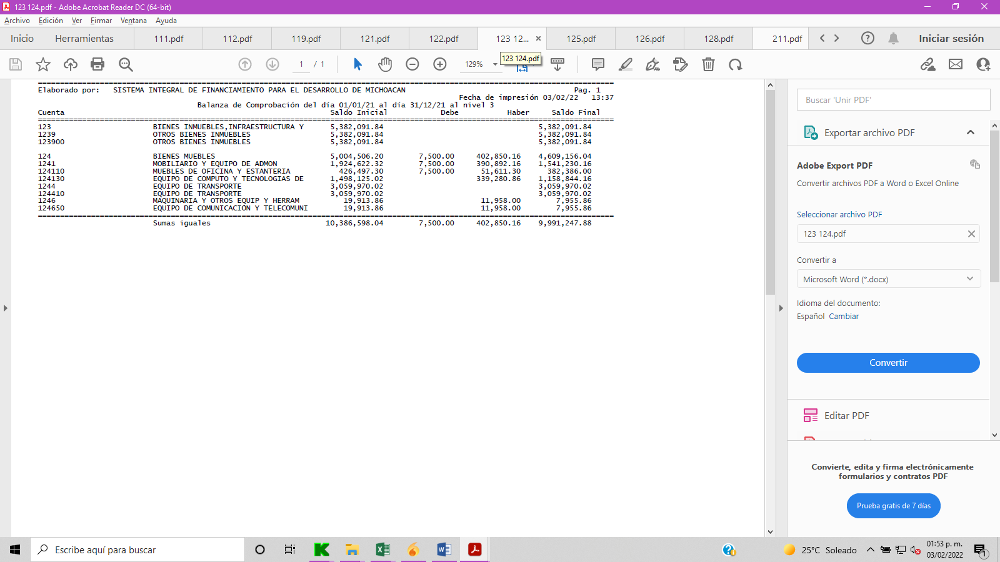 123 124.pdf - Adobe Acrobat Reader DC (64-bit)
Archivo Edición Ver Firmar Ventana Ayuda
Inicio Herramientas 111.pdf 112.pdf 119.pdf 121.pdf 122.pdf 123 12... 125.pdf 126.pdf 128.pdf 211.pdf Iniciar sesión
1 / 1 129%
123 124.pdf
Elaborado por: SISTEMA INTEGRAL DE FINANCIAMIENTO PARA EL DESARROLLO DE MICHOACAN Pag. 1
Fecha de impresión 03/02/22 13:37
Balanza de Comprobación del día 01/01/21 al día 31/12/21 al nivel 3
Cuenta Saldo Inicial Debe Haber Saldo Final
123 BIENES INMUEBLES,INFRAESTRUCTURA Y 5,382,091.84 5,382,091.84
1239 OTROS BIENES INMUEBLES 5,382,091.84 5,382,091.84
123900 OTROS BIENES INMUEBLES 5,382,091.84 5,382,091.84
124 BIENES MUEBLES 5,004,506.20 7,500.00 402,850.16 4,609,156.04
1241 MOBILIARIO Y EQUIPO DE ADMON 1,924,622.32 7,500.00 390,892.16 1,541,230.16
124110 MUEBLES DE OFICINA Y ESTANTERIA 426,497.30 7,500.00 51,611.30 382,386.00
124130 EQUIPO DE COMPUTO Y TECNOLOGIAS DE 1,498,125.02 339,280.86 1,158,844.16
1244 EQUIPO DE TRANSPORTE 3,059,970.02 3,059,970.02
124410 EQUIPO DE TRANSPORTE 3,059,970.02 3,059,970.02
1246 MAQUINARIA Y OTROS EQUIP Y HERRAM 19,913.86 11,958.00 7,955.86
124650 EQUIPO DE COMUNICACIÓN Y TELECOMUNI 19,913.86 11,958.00 7,955.86
Sumas iguales 10,386,598.04 7,500.00 402,850.16 9,991,247.88
Buscar 'Unir PDF'
Exportar archivo PDF
Adobe Export PDF
Convertir archivos PDF a Word o Excel Online
Seleccionar archivo PDF
123 124.pdf
Convertir a
Microsoft Word (*.docx)
Idioma del documento:
Español Cambiar
Convertir
Editar PDF
Convierte, edita y firma electrónicamente
formularios y contratos PDF
Prueba gratis de 7 días
Escribe aquí para buscar
25°C Soleado
01:53 p. m.
03/02/2022
1